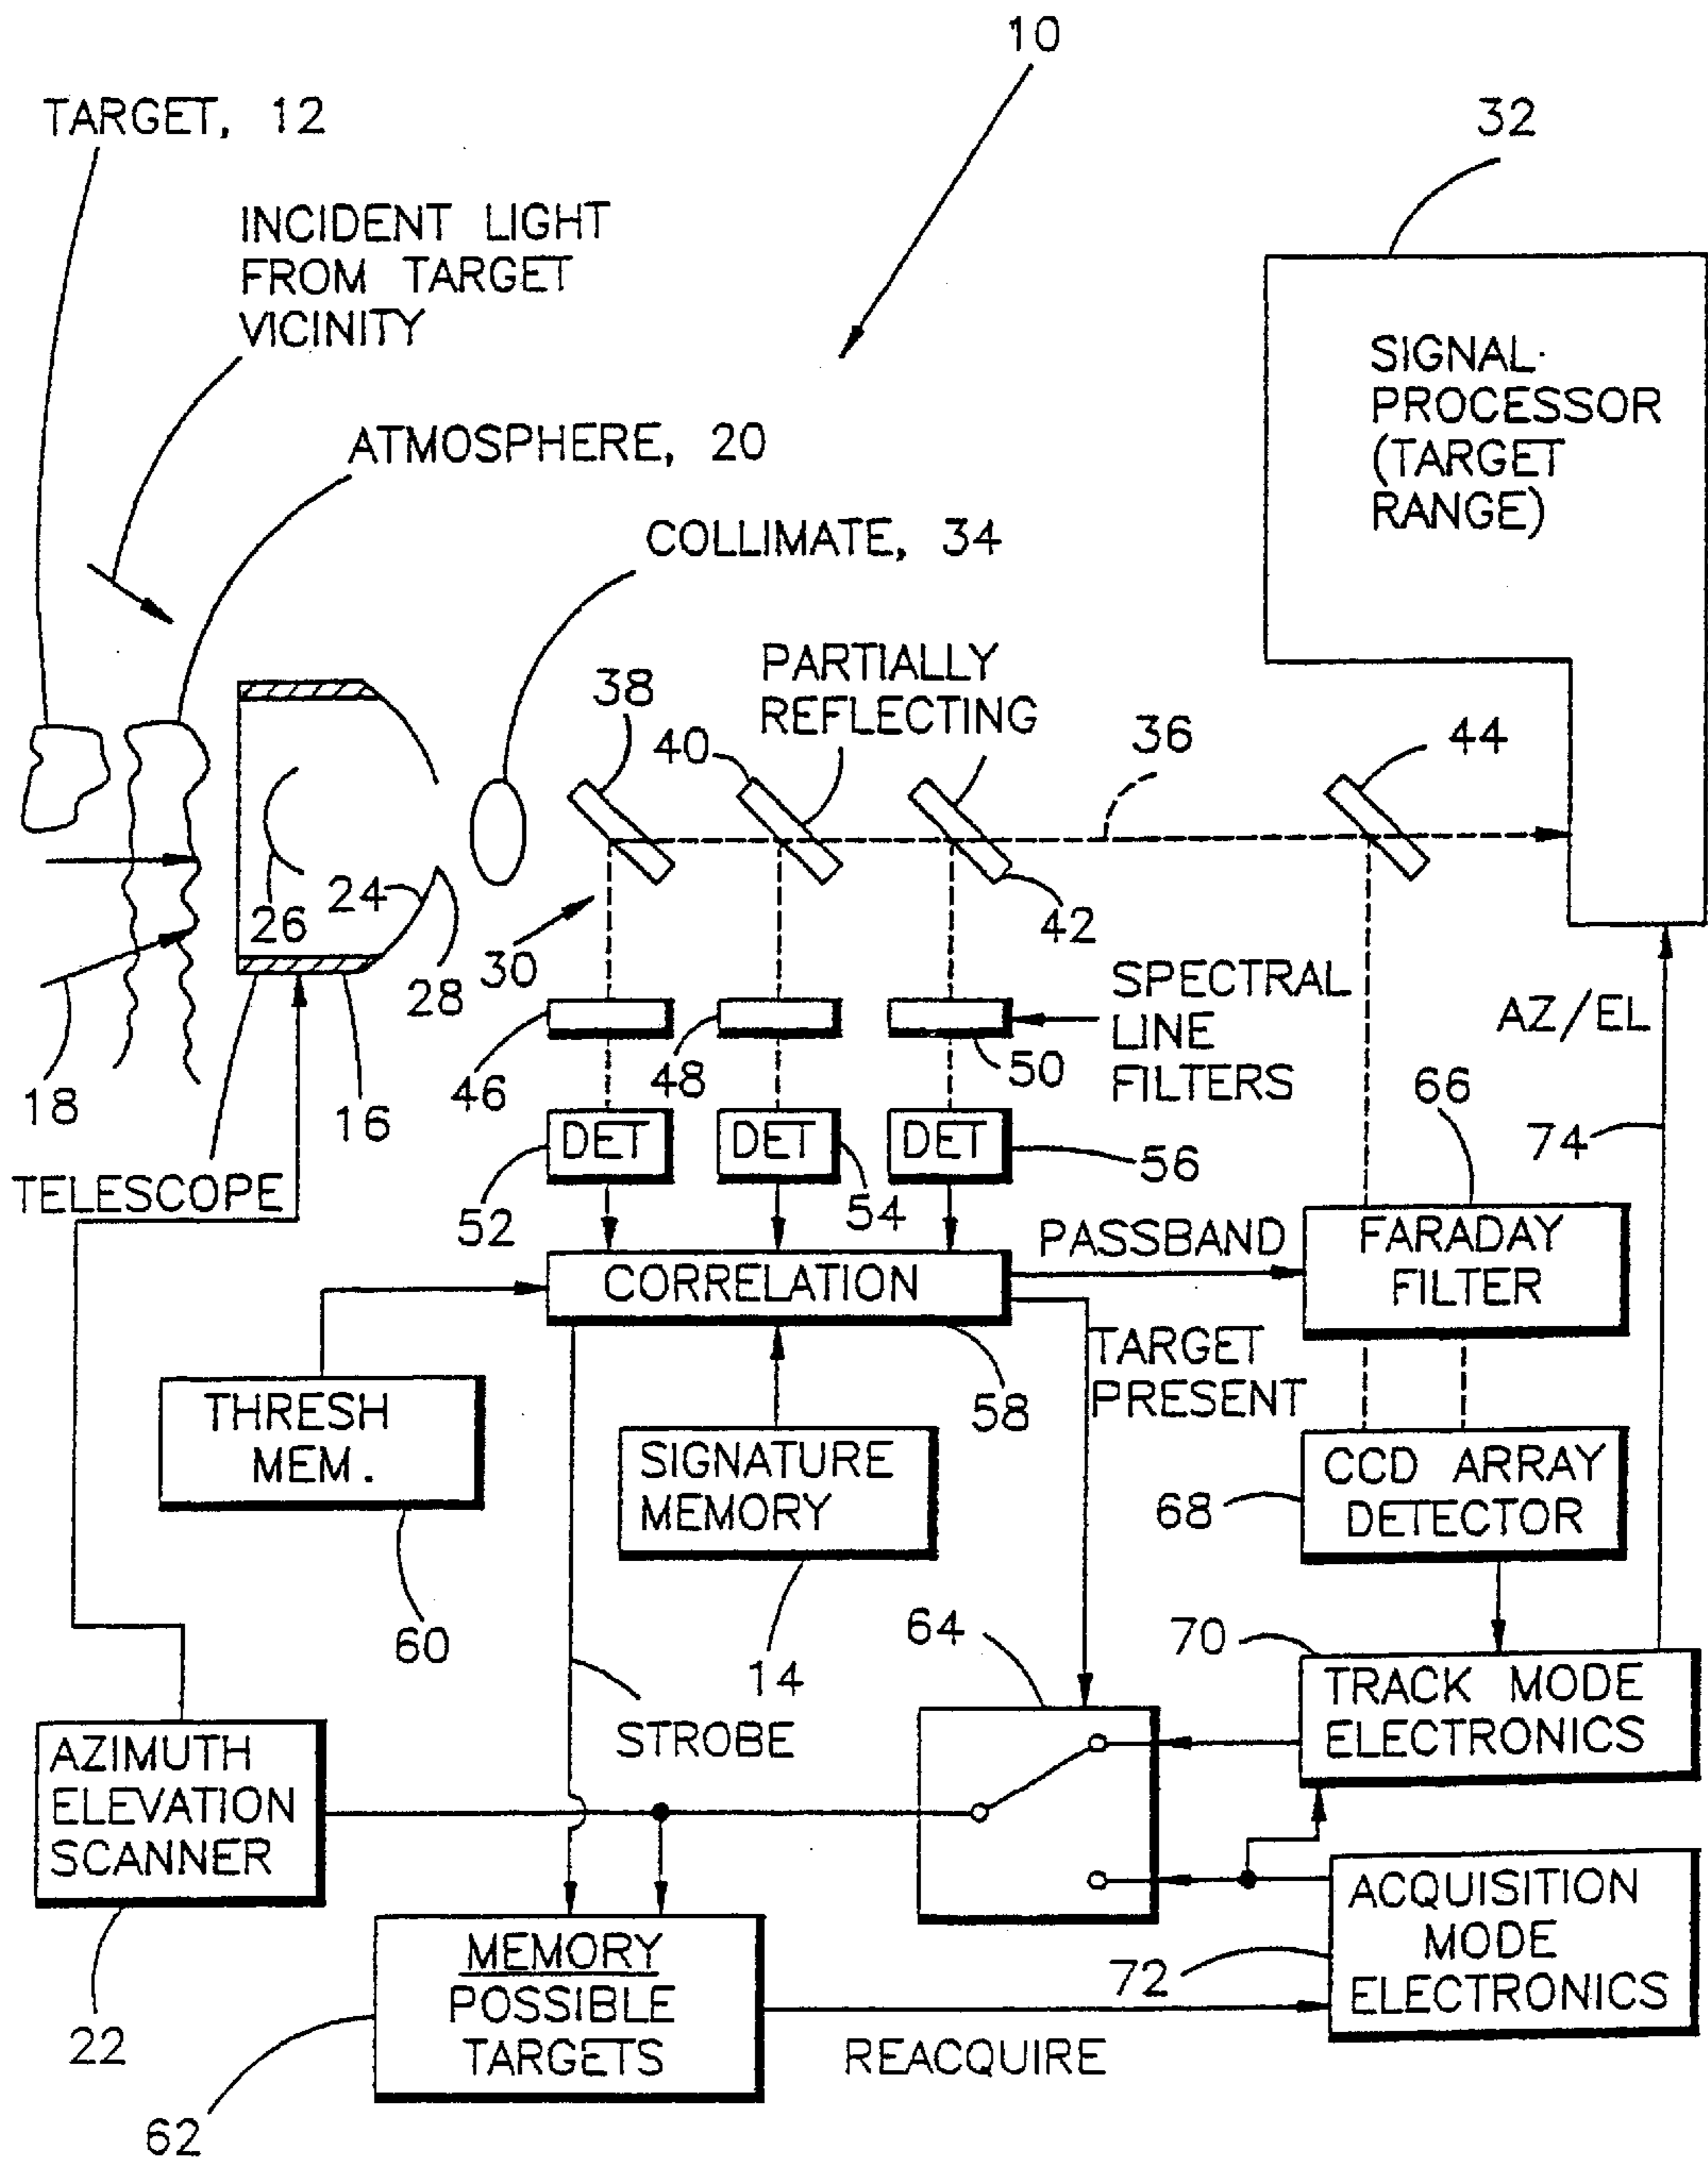 10
TARGET, 12
32
INCIDENT LIGHT
FROM TARGET
VICINITY
SIGNAL
PROCESSOR
(TARGET
RANGE)
ATMOSPHERE, 20
COLLIMATE, 34
PARTIALLY
REFLECTING
38
40
36
44
26
24
28
30
42
SPECTRAL
LINE
FILTERS
AZ/EL
18
16
46
48
50
66
74
TELESCOPE
DET
DET
DET
52
54
56
PASSBAND
FARADAY
FILTER
CORRELATION
TARGET
PRESENT
58
THRESH
MEM.
SIGNATURE
MEMORY
CCD ARRAY
DETECTOR
68
60
14
64
70
STROBE
TRACK MODE
ELECTRONICS
AZIMUTH
ELEVATION
SCANNER
22
MEMORY
POSSIBLE
TARGETS
62
REACQUIRE
ACQUISITION
MODE
ELECTRONICS
72